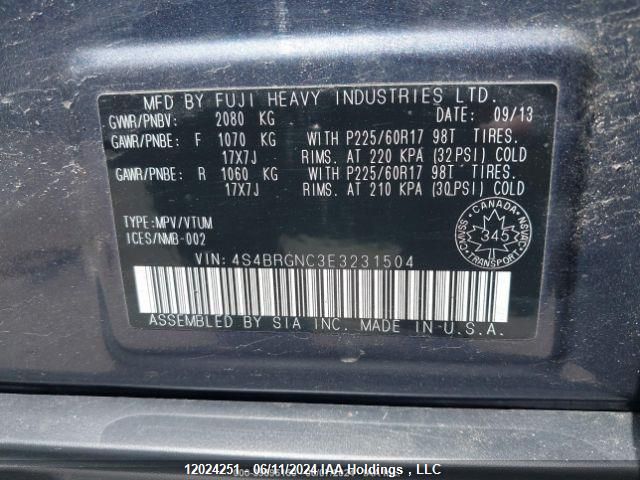 MFD BY FUJI HEAVY INDUSTRIES LTD.
GVWR/PNBV: 2080 KG DATE: 09/13
GAWR/PNBE: F 1070 KG WITH P225/60R17 98T TIRES.
17X7J RIMS. AT 220 KPA (32PSI) COLD
GAWR/PNBE: R 1060 KG WITH P225/60R17 98T TIRES.
17X7J RIMS. AT 210 KPA (30PSI) COLD
TYPE:MPV/VTUM
ICES/NMB-002
CANADA
345
TRANSPORT
VIN: 4S4BRGNC3E3231504
ASSEMBLED BY SIA INC. MADE IN U.S.A.
12024251 - 06/11/2024 IAA Holdings , LLC